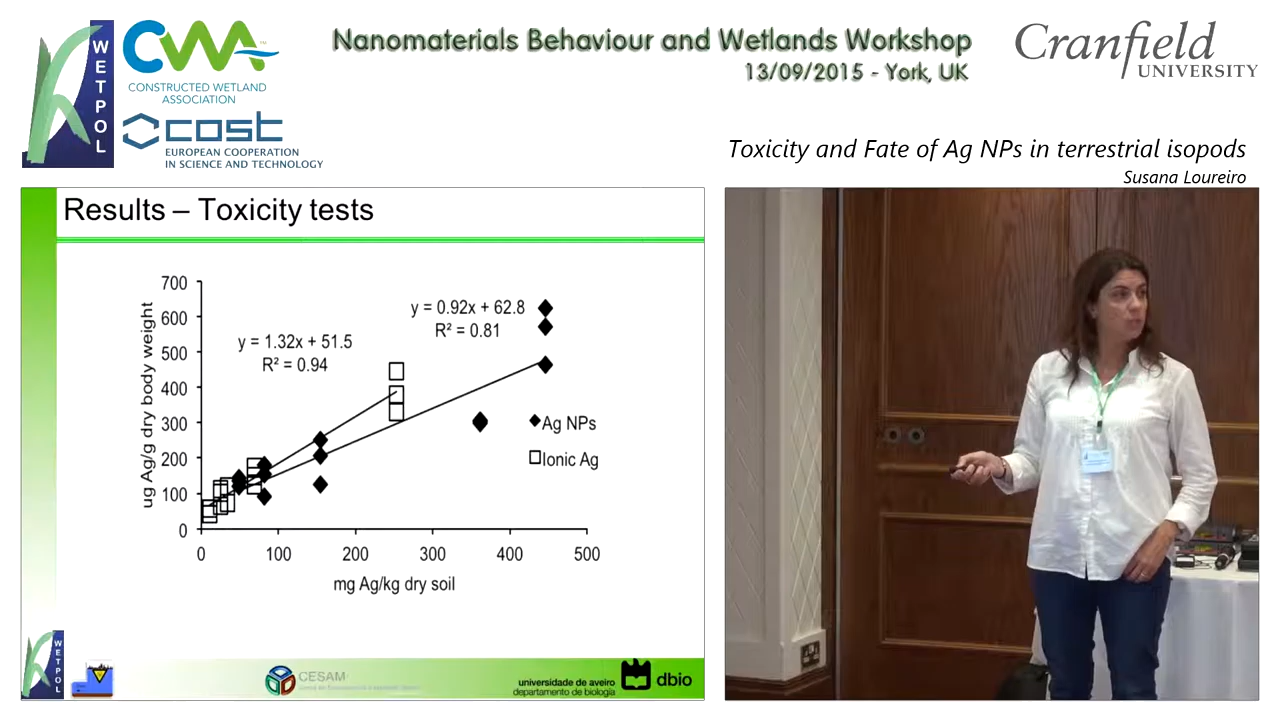 WETPOL
CWA
CONSTRUCTED WETLAND
ASSOCIATION
cost
EUROPEAN COOPERATION
IN SCIENCE AND TECHNOLOGY
Nanomaterials Behaviour and Wetlands Workshop
13/09/2015 - York, UK
Cranfield
UNIVERSITY
Toxicity and Fate of Ag NPs in terrestrial isopods
Susana Loureiro
Results – Toxicity tests
ug Ag/g dry body weight
700
600
500
400
300
200
100
0
y = 1.32x + 51.5
R² = 0.94
y = 0.92x + 62.8
R² = 0.81
Ag NPs
Ionic Ag
0 100 200 300 400 500
mg Ag/kg dry soil
WETPOL
CESAM
universidade de aveiro
departamento de biologia
dbio